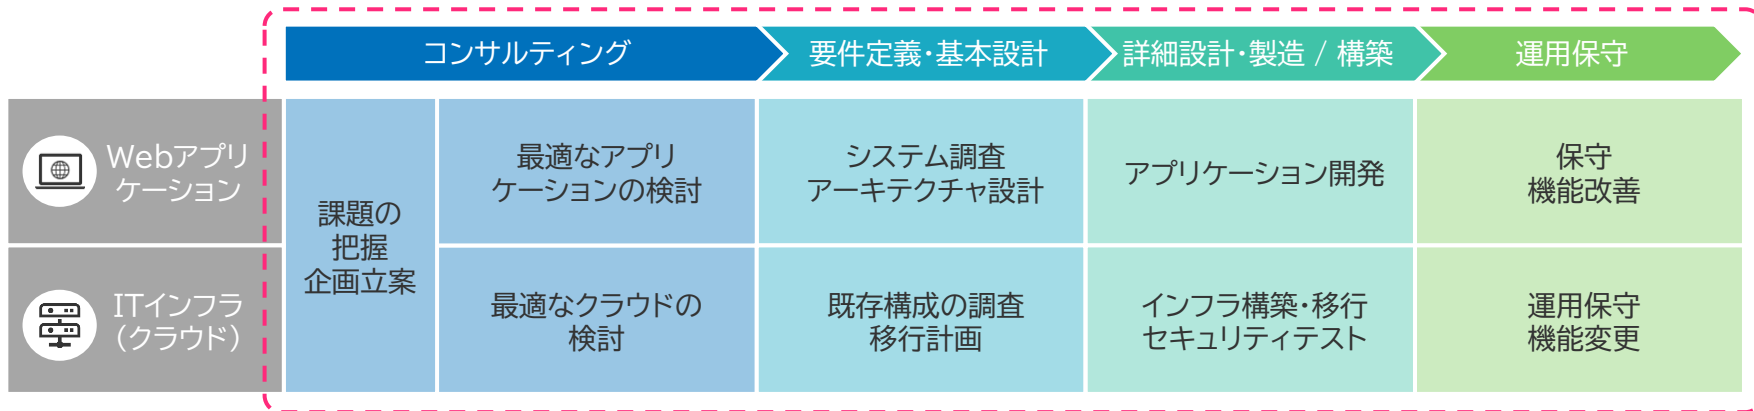 コンサルティング
要件定義・基本設計
詳細設計・製造 / 構築
運用保守
Webアプリ
ケーション
課題の
把握
企画立案
最適なアプリ
ケーションの検討
システム調査
アーキテクチャ設計
アプリケーション開発
保守
機能改善
ITインフラ
（クラウド）
最適なクラウドの
検討
既存構成の調査
移行計画
インフラ構築・移行
セキュリティテスト
運用保守
機能変更